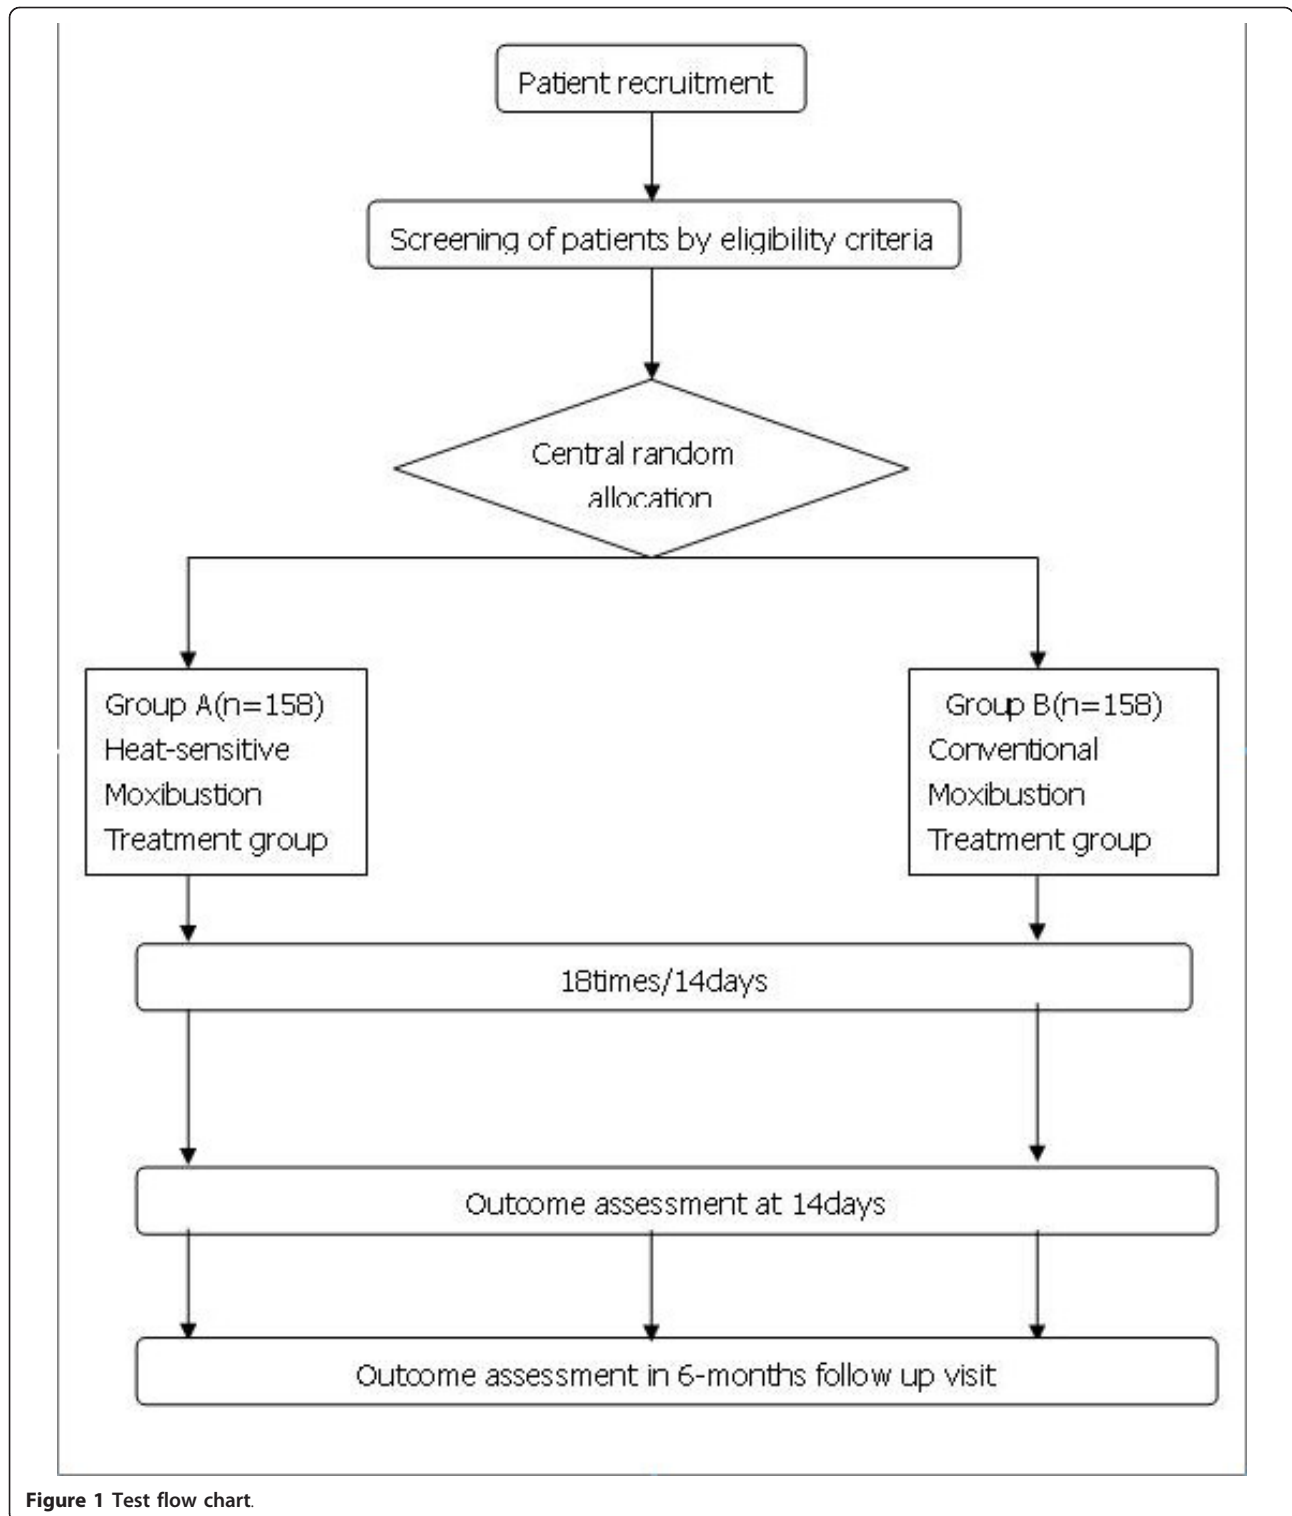 Patient recruitment
Screening of patients by eligibility criteria
Central random
allocation
Group A(n=158)
Heat-sensitive
Moxibustion
Treatment group
Group B(n=158)
Conventional
Moxibustion
Treatment group
18times/14days
Outcome assessment at 14days
Outcome assessment in 6-months follow up visit
Figure 1 Test flow chart.